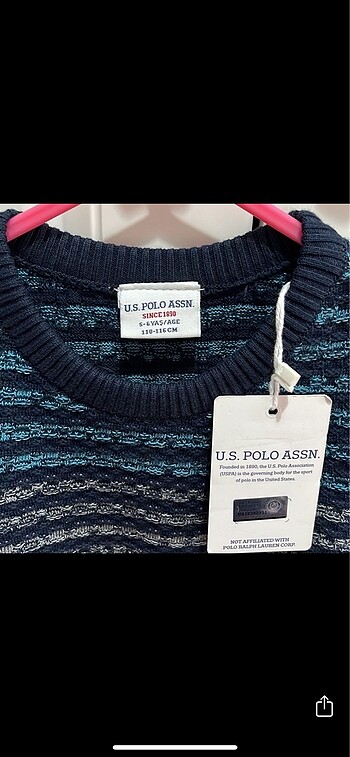 U.S. POLO ASSN.
SINCE 1890
5-6 YAŞ/AGE
110-116 CM
U.S. POLO ASSN.
Founded in 1890, the U.S. Polo Association
(USPA) is the governing body for the sport
of polo in the United States.
NOT AFFILIATED WITH
POLO RALPH LAUREN CORP.